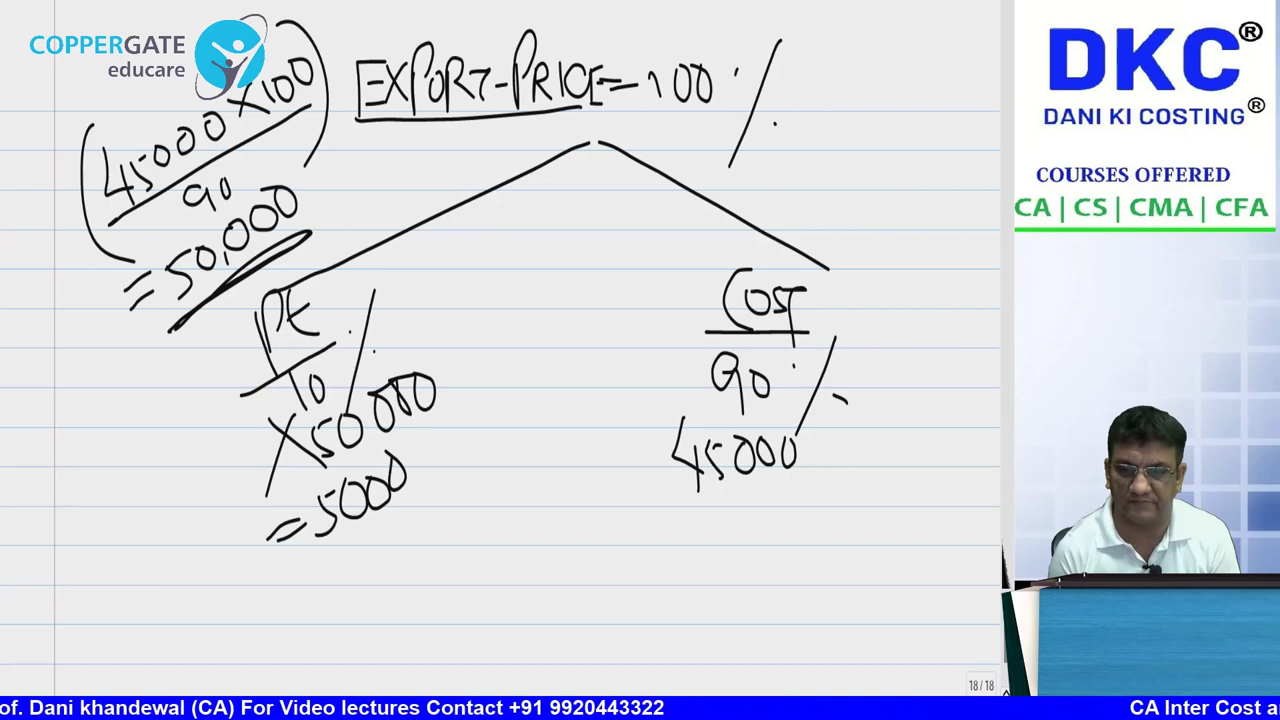 COPPERGATE
educare
EXPORT-PRICE=100%
45000×100
90
=50,000
PE
10%
×50000
=5000
COST
90%
45000
18/18
DKC®
DANI KI COSTING®
COURSES OFFERED
CA | CS | CMA | CFA
of. Dani khandewal (CA) For Video lectures Contact +91 9920443322
CA Inter Cost a